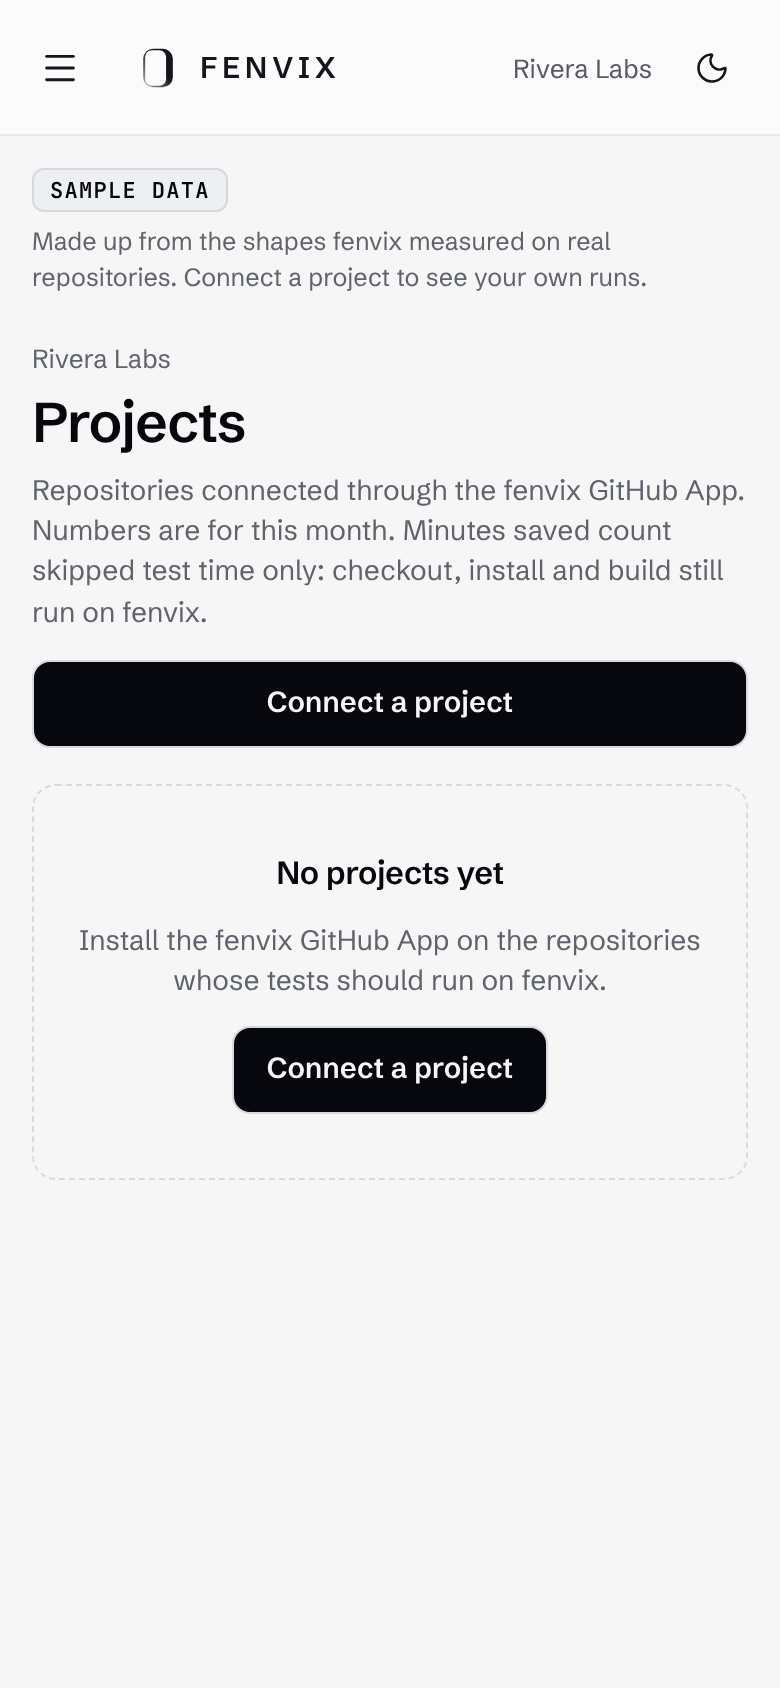 FENVIX
Rivera Labs
SAMPLE DATA
Made up from the shapes fenvix measured on real
repositories. Connect a project to see your own runs.
Rivera Labs
Projects
Repositories connected through the fenvix GitHub App.
Numbers are for this month. Minutes saved count
skipped test time only: checkout, install and build still
run on fenvix.
Connect a project
No projects yet
Install the fenvix GitHub App on the repositories
whose tests should run on fenvix.
Connect a project